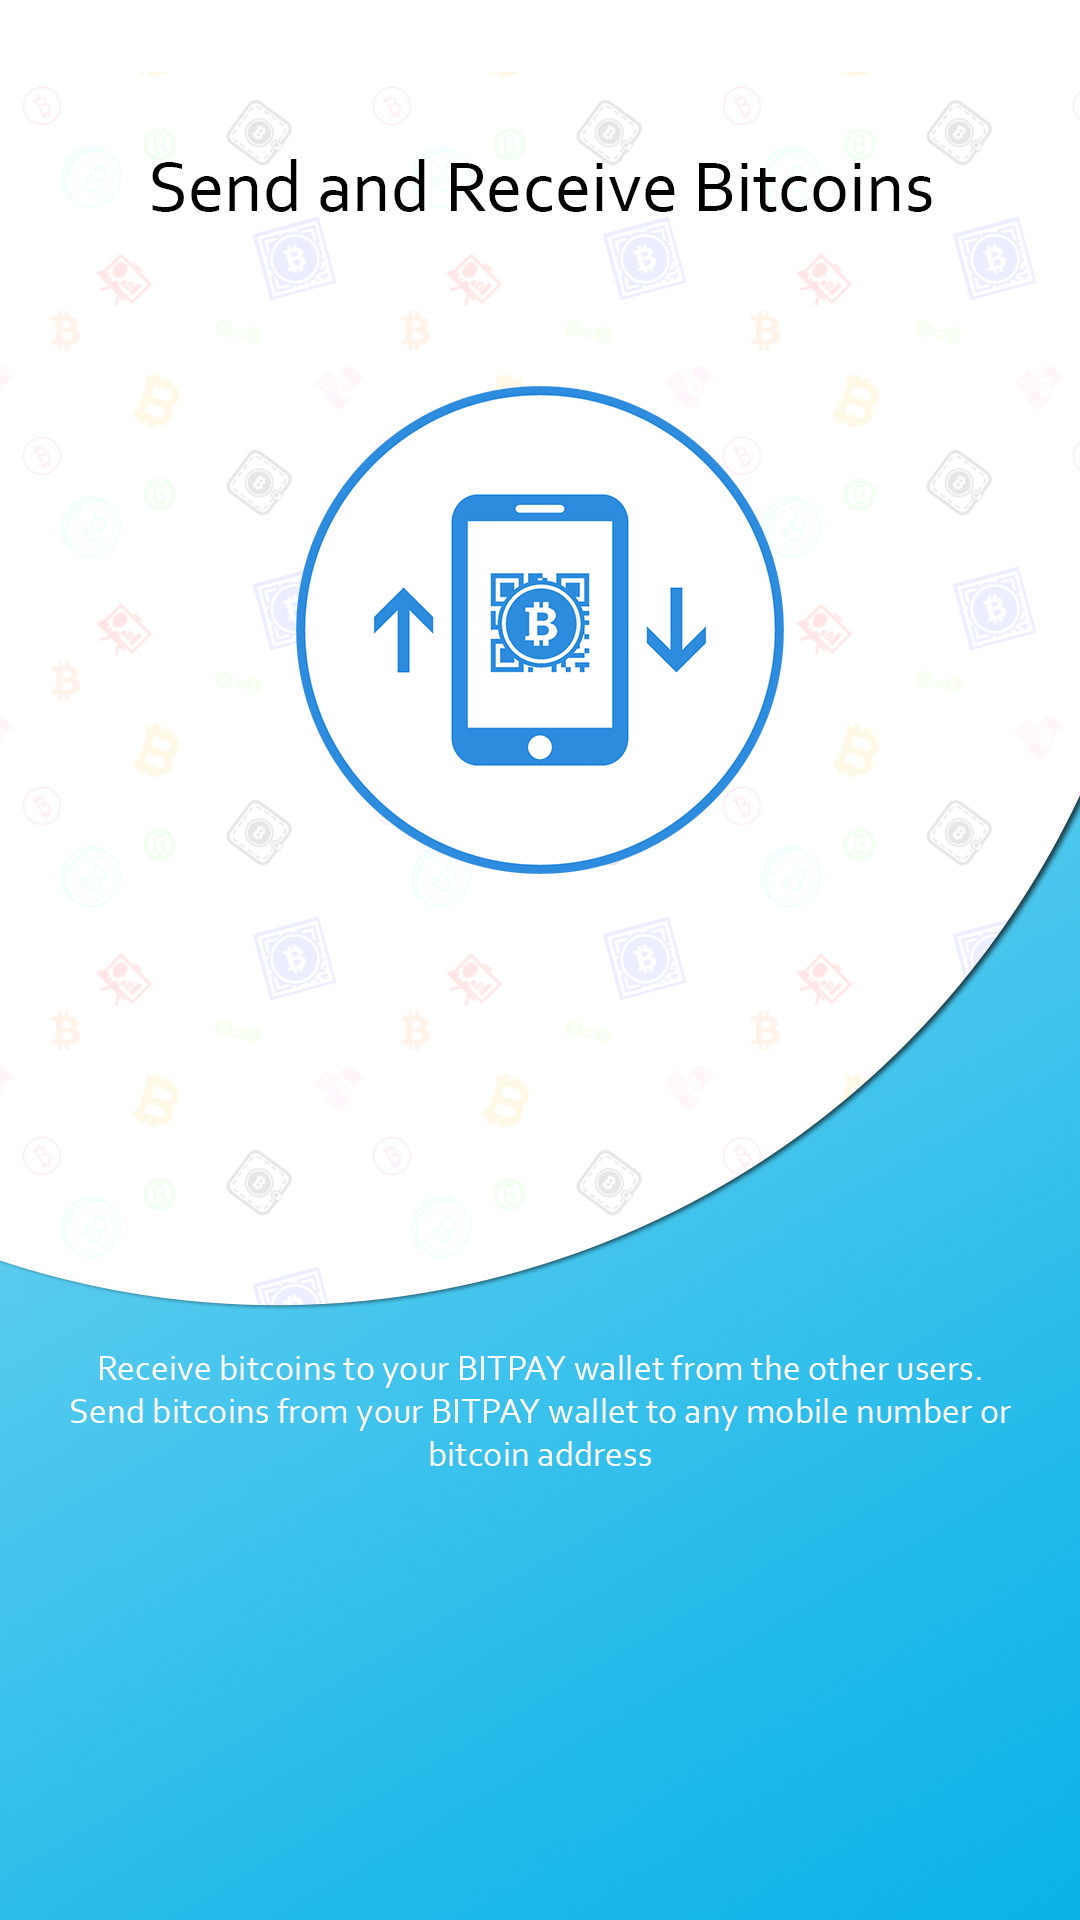 Send and Receive Bitcoins
Receive bitcoins to your BITPAY wallet from the other users.
Send bitcoins from your BITPAY wallet to any mobile number or
bitcoin address